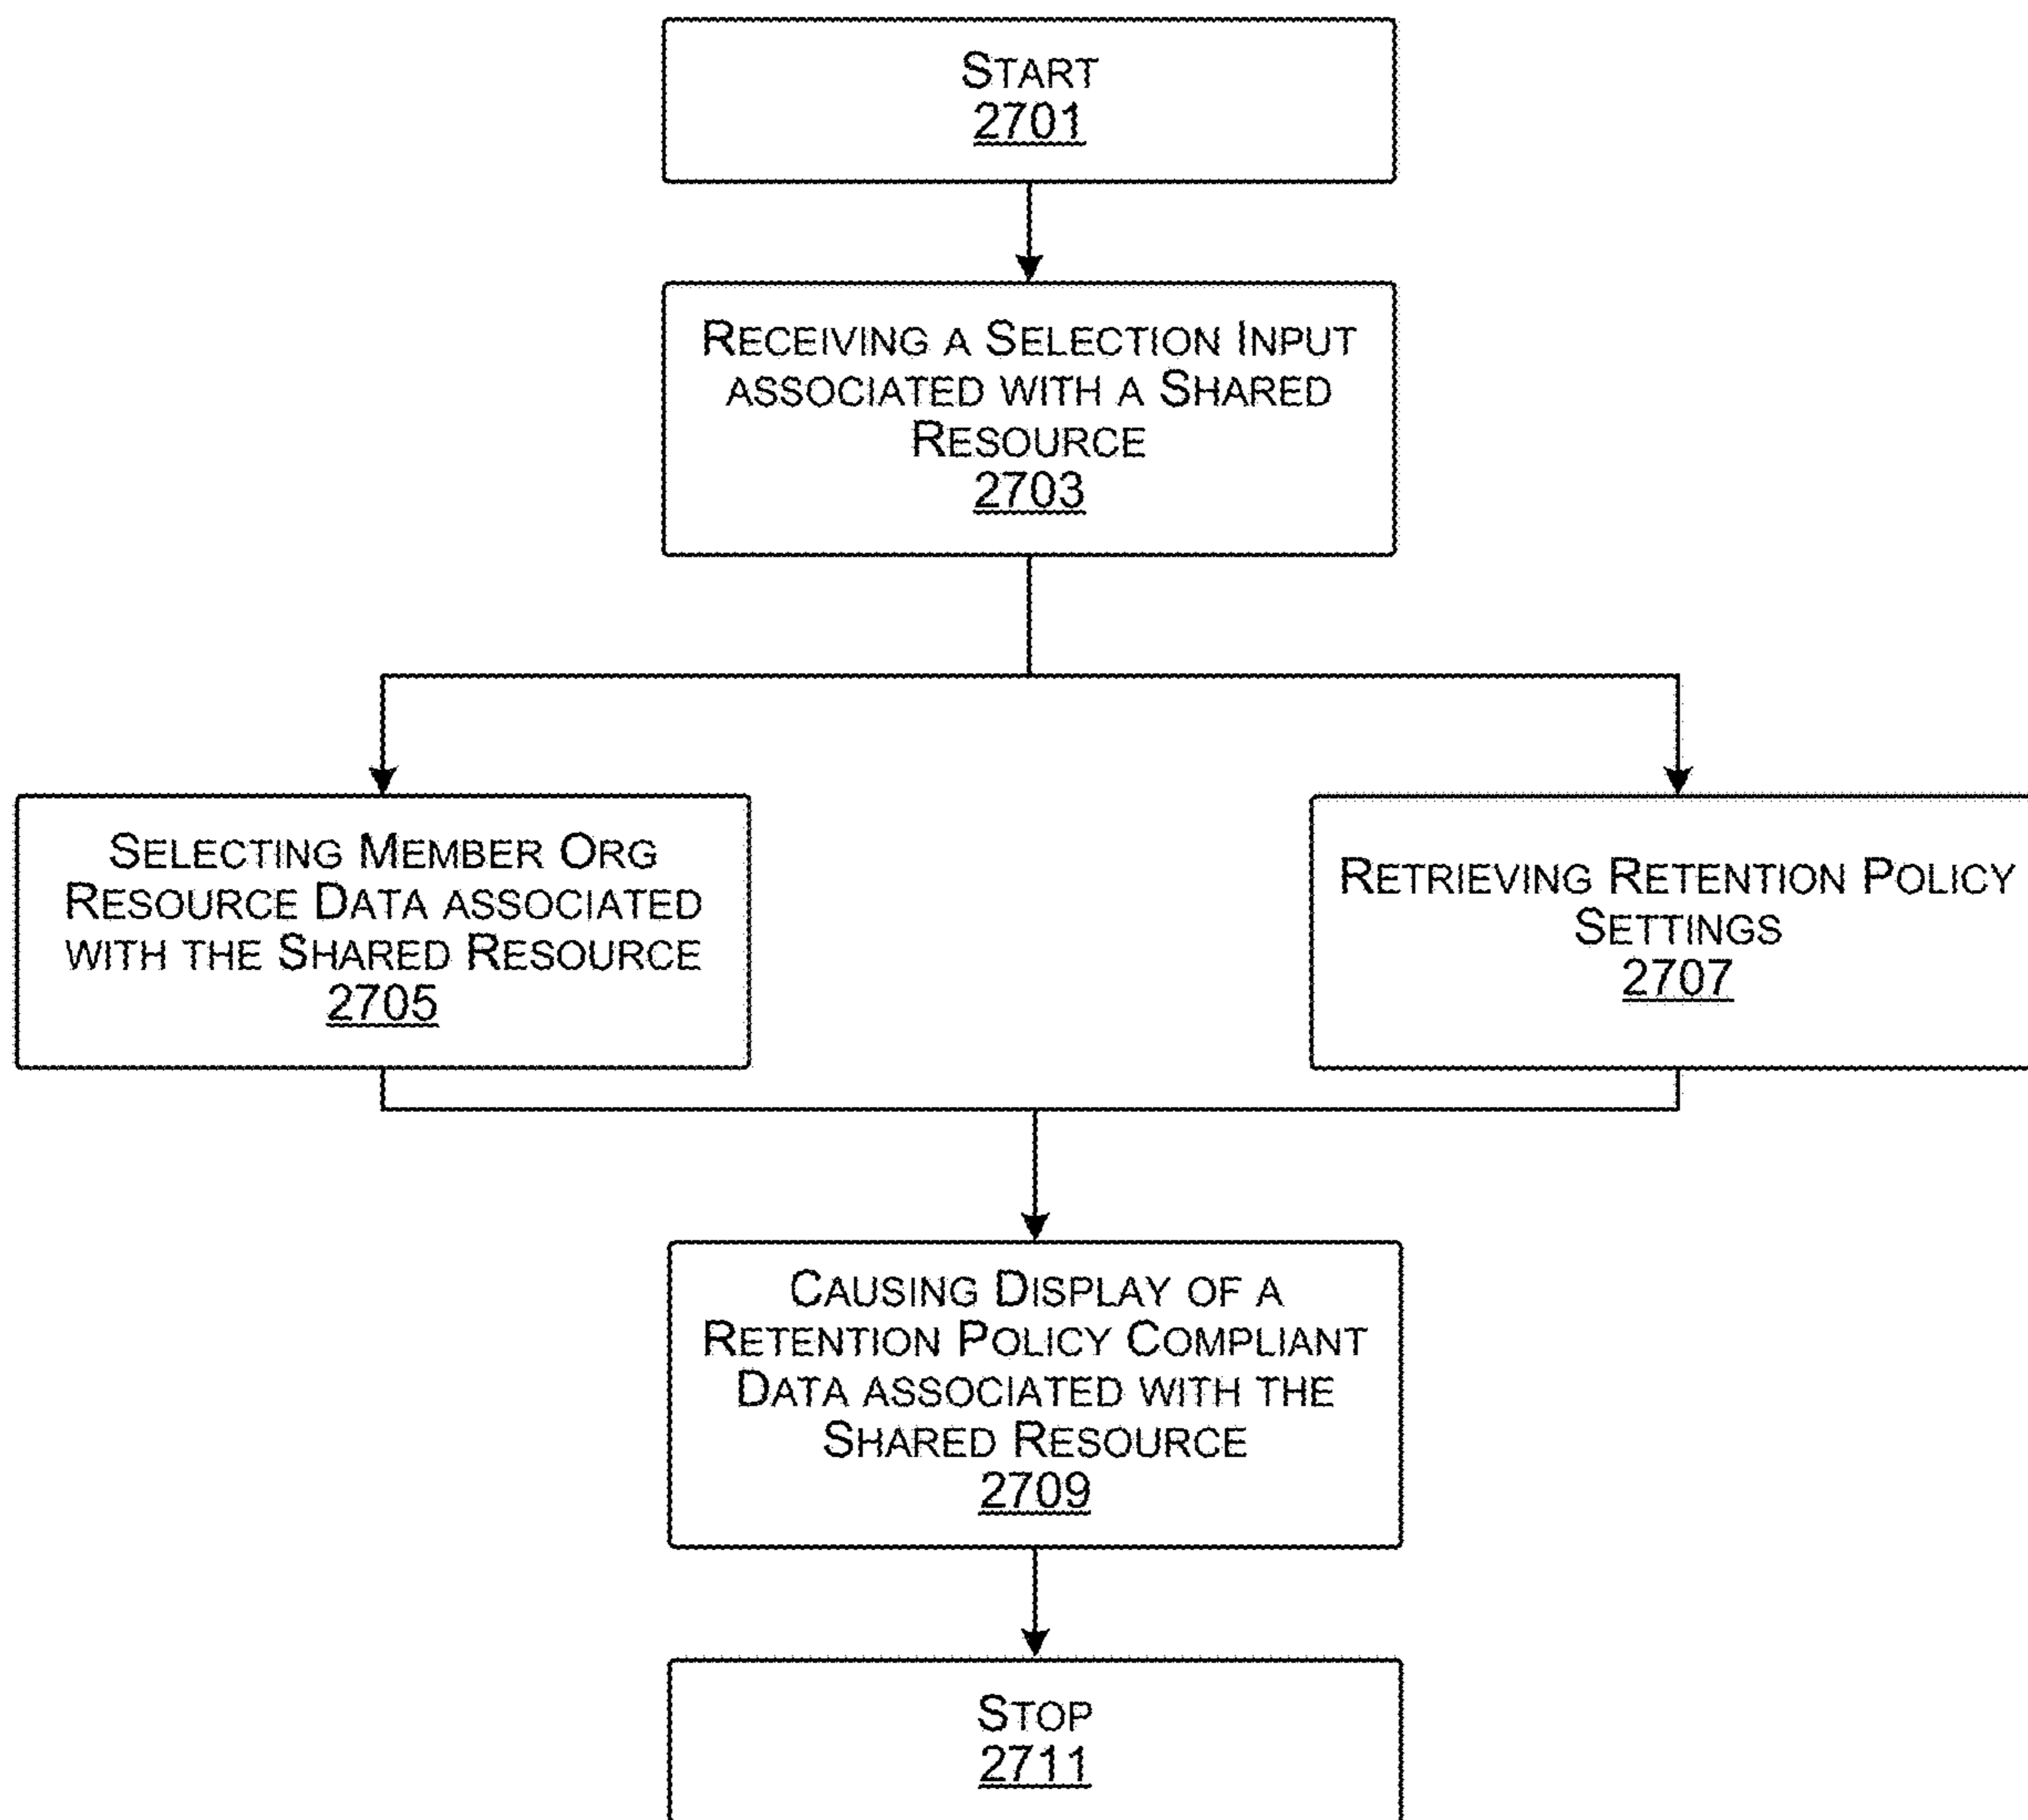 START
2701
RECEIVING A SELECTION INPUT
ASSOCIATED WITH A SHARED
RESOURCE
2703
SELECTING MEMBER ORG
RESOURCE DATA ASSOCIATED
WITH THE SHARED RESOURCE
2705
RETRIEVING RETENTION POLICY
SETTINGS
2707
CAUSING DISPLAY OF A
RETENTION POLICY COMPLIANT
DATA ASSOCIATED WITH THE
SHARED RESOURCE
2709
STOP
2711